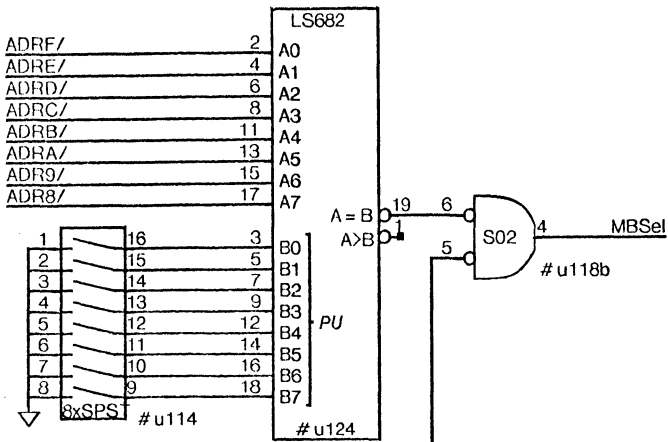 LS682
ADRF/ 2 A0
ADRE/ 4 A1
ADRD/ 6 A2
ADRC/ 8 A3
ADRB/ 11 A4
ADRA/ 13 A5
ADR9/ 15 A6
ADR8/ 17 A7
A = B 19 6
A>B 1
S02 4 MBSel
5
# u118b
1 16 3 B0
2 15 5 B1
3 14 7 B2
4 13 9 B3
5 12 12 B4
6 11 14 B5
7 10 16 B6
8 9 18 B7
PU
8xSPST
# u114
# u124